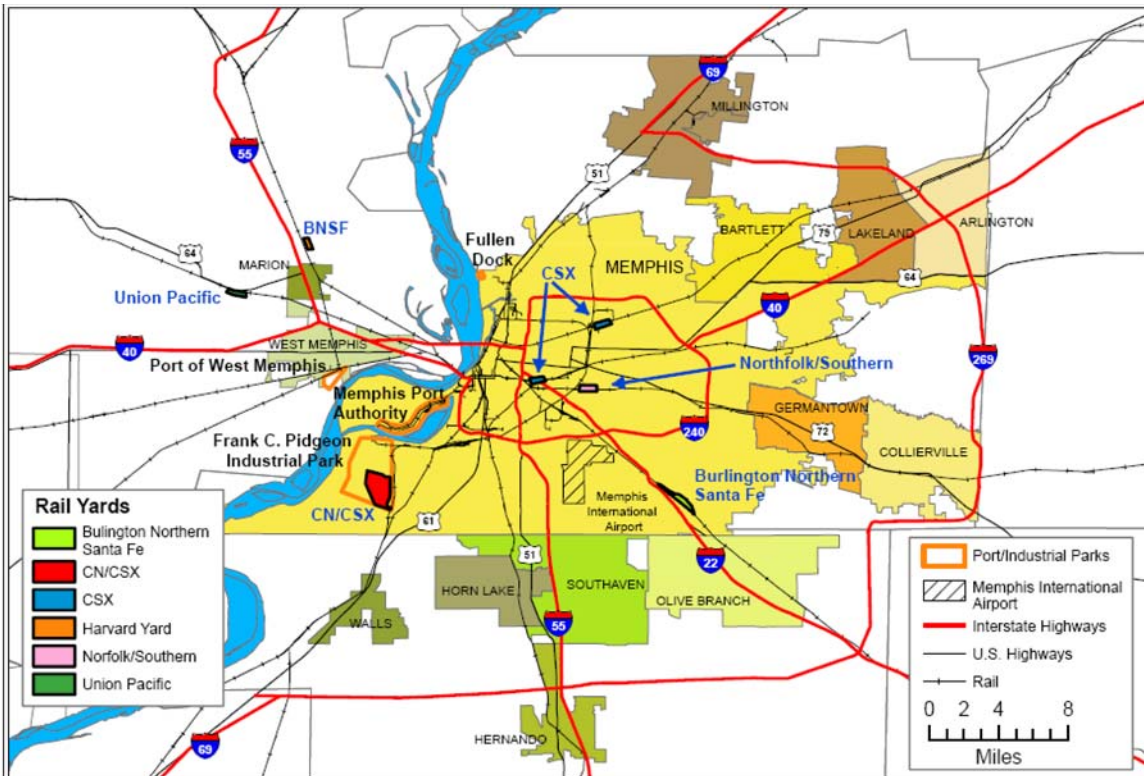 69
MILLINGTON
55
51
BNSF
64
MARION
Union Pacific
Fullen
Dock
CSX
MEMPHIS
BARTLETT
79
LAKELAND
ARLINGTON
64
40
40
WEST MEMPHIS
Port of West Memphis
Northfolk/Southern
269
Memphis Port
Authority
GERMANTOWN
72
240
COLLIERVILLE
Frank C. Pidgeon
Industrial Park
CN/CSX
61
Memphis
International
Airport
Burlington Northern
Santa Fe
51
22
HORN LAKE
SOUTHAVEN
OLIVE BRANCH
WALLS
55
HERNANDO
69
Rail Yards
Bulington Northern
Santa Fe
CN/CSX
CSX
Harvard Yard
Norfolk/Southern
Union Pacific
Port/Industrial Parks
Memphis International
Airport
Interstate Highways
U.S. Highways
Rail
0 2 4 8
Miles